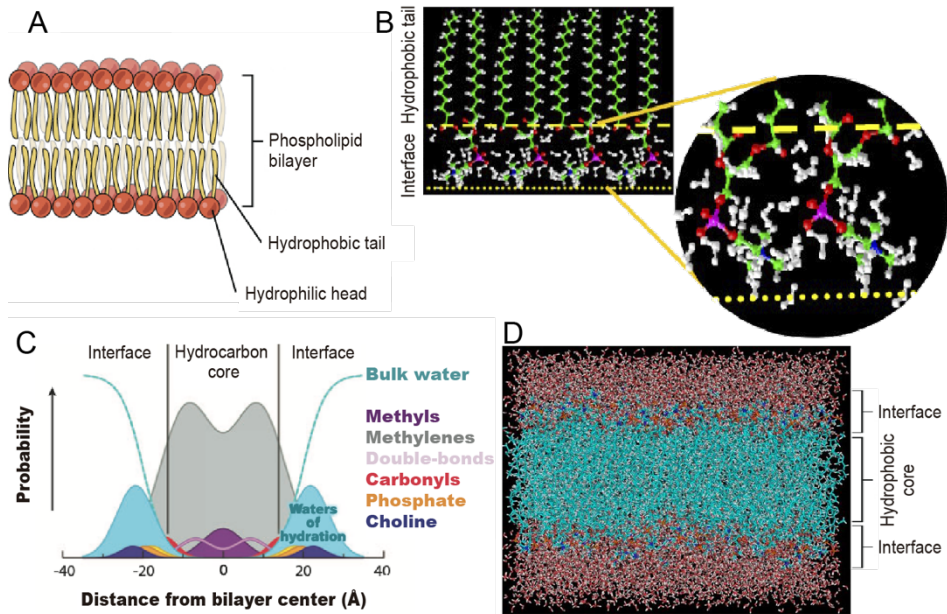 A
Phospholipid
bilayer
Hydrophobic tail
Hydrophilic head
B
Hydrophobic tail
Interface
C
Interface
Hydrocarbon
core
Interface
Bulk water
Methyls
Methylenes
Double-bonds
Carbonyls
Phosphate
Choline
Waters
of
hydration
Probability
-40
-20
0
20
40
Distance from bilayer center (Å)
D
Interface
Hydrophobic
core
Interface